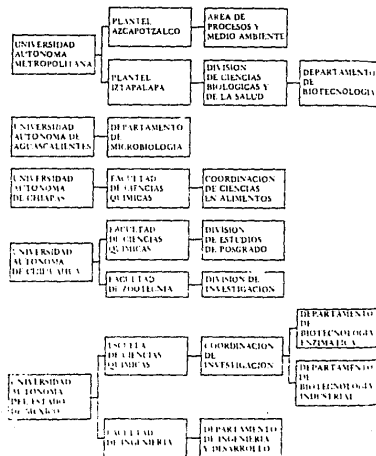 PLANTEL
AZCAPOTZALCO
AREA DE
PROCESOS Y
MEDIO AMBIENTE
UNIVERSIDAD
AUTONOMA
METROPOLITANA
PLANTEL
IZTAPALAPA
DIVISION
DE CIENCIAS
BIOLOGICAS Y
DE LA SALUD
DEPARTAMENTO
DE
BIOTECNOLOGIA
UNIVERSIDAD
AUTONOMA DE
AGUASCALIENTES
DEPARTAMENTO
DE
MICROBIOLOGIA
UNIVERSIDAD
AUTONOMA
DE CHIAPAS
FACULTAD
DE CIENCIAS
QUIMICAS
COORDINACION
DE CIENCIAS
EN ALIMENTOS
UNIVERSIDAD
AUTONOMA
DE CHIHUAHUA
FACULTAD
DE CIENCIAS
QUIMICAS
DIVISION
DE ESTUDIOS
DE POSGRADO
FACULTAD
DE ZOOTECNIA
DIVISION DE
INVESTIGACION
UNIVERSIDAD
AUTONOMA
DEL ESTADO
DE MEXICO
ESCUELA
DE CIENCIAS
QUIMICAS
COORDINACION
DE
INVESTIGACION
DEPARTAMENTO
DE
BIOTECNOLOGIA
ENZIMATICA
DEPARTAMENTO
DE
BIOTECNOLOGIA
INDUSTRIAL
FACULTAD
DE INGENIERIA
DEPARTAMENTO
DE INGENIERIA
Y DESARROLLO